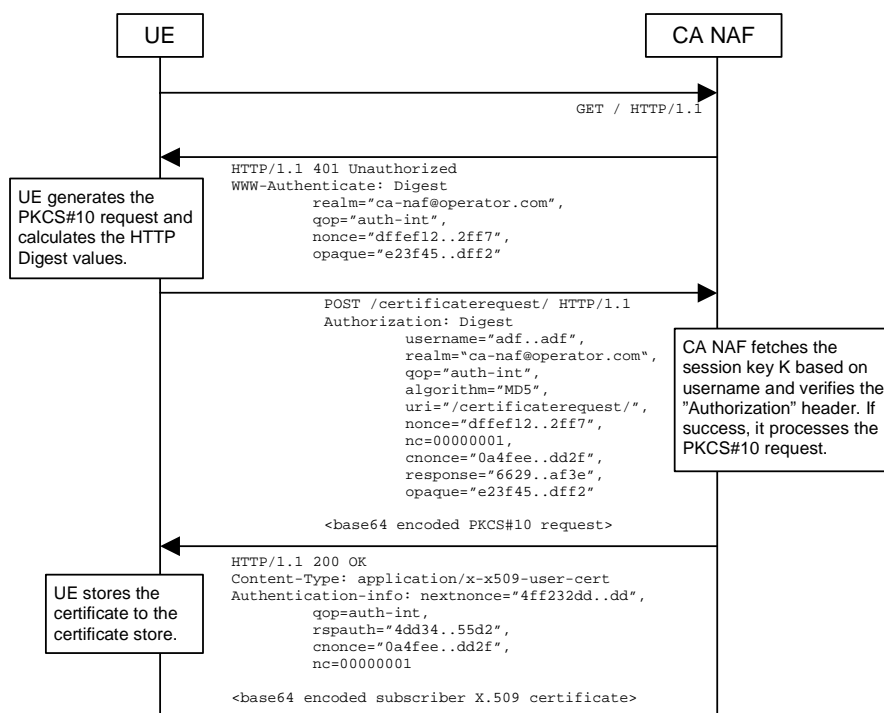 UE
CA NAF
GET / HTTP/1.1
HTTP/1.1 401 Unauthorized
WWW-Authenticate: Digest
realm="ca-naf@operator.com",
qop="auth-int",
nonce="dffef12..2ff7",
opaque="e23f45..dff2"
UE generates the
PKCS#10 request and
calculates the HTTP
Digest values.
POST /certificaterequest/ HTTP/1.1
Authorization: Digest
username="adf..adf",
realm=“ca-naf@operator.com“,
qop="auth-int",
algorithm="MD5",
uri="/certificaterequest/",
nonce="dffef12..2ff7",
nc=00000001,
cnonce="0a4fee..dd2f",
response="6629..af3e",
opaque="e23f45..dff2"
<base64 encoded PKCS#10 request>
CA NAF fetches the
session key K based on
username and verifies the
”Authorization” header. If
success, it processes the
PKCS#10 request.
HTTP/1.1 200 OK
Content-Type: application/x-x509-user-cert
Authentication-info: nextnonce="4ff232dd..dd",
qop=auth-int,
rspauth="4dd34..55d2",
cnonce="0a4fee..dd2f",
nc=00000001
<base64 encoded subscriber X.509 certificate>
UE stores the
certificate to the
certificate store.